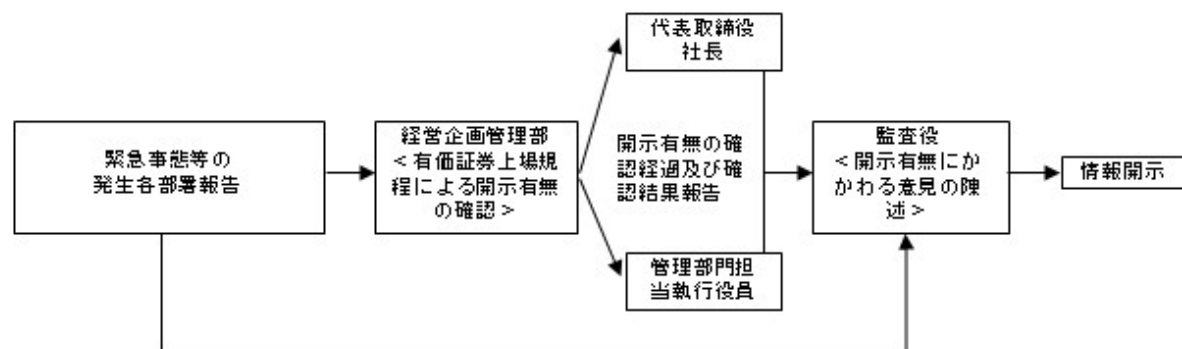 代表取締役
社長
緊急事態等の
発生各部署報告
経営企画管理部
＜有価証券上場規
程による開示有無
の確認＞
開示有無の確
認経過及び確
認結果報告
管理部門担
当執行役員
監査役
＜開示有無にか
かわる意見の陳
述＞
情報開示